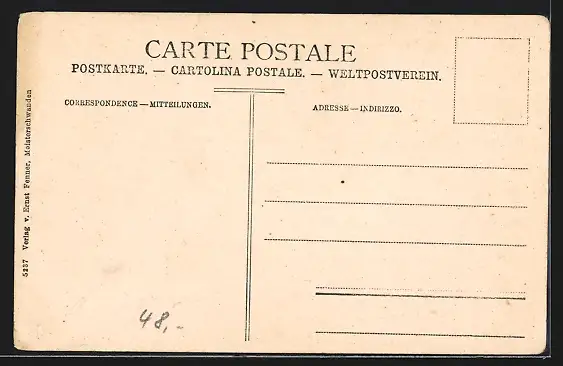 CARTE POSTALE
POSTKARTE. — CARTOLINA POSTALE. — WELTPOSTVEREIN.
CORRESPONDENCE — MITTEILUNGEN.
ADRESSE — INDIRIZZO.
5237 Verlag v. Ernst Fenner, Meisterschwanden
48,-